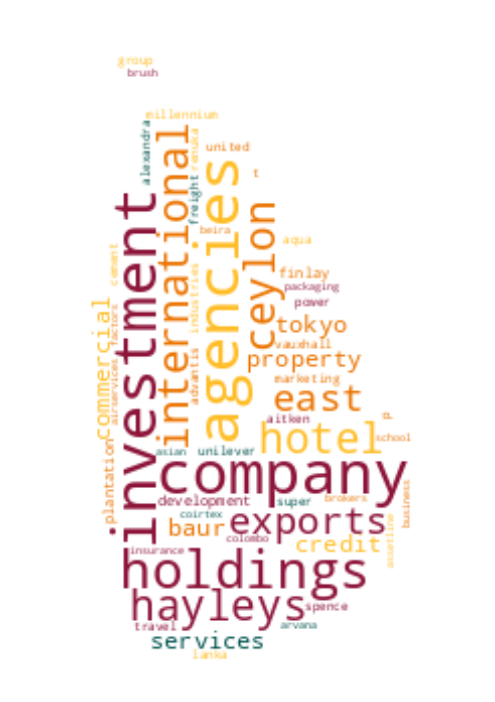 group
brush
millennium
alexandra
international
renuka
united
agencies
t
freight
investment
ceylon
beira
aqua
cement
finlay
industries
packaging
commercial
factors
power
airservices
advantis
tokyo
vauxhall
property
marketing
east
aitken
hotel
school
plantation
asian
unilever
company
development
super
brokers
business
coirtex
baur
exports
assetline
colombo
credit
insurance
holdings
hayleys
spence
travel
arvana
services
lanka